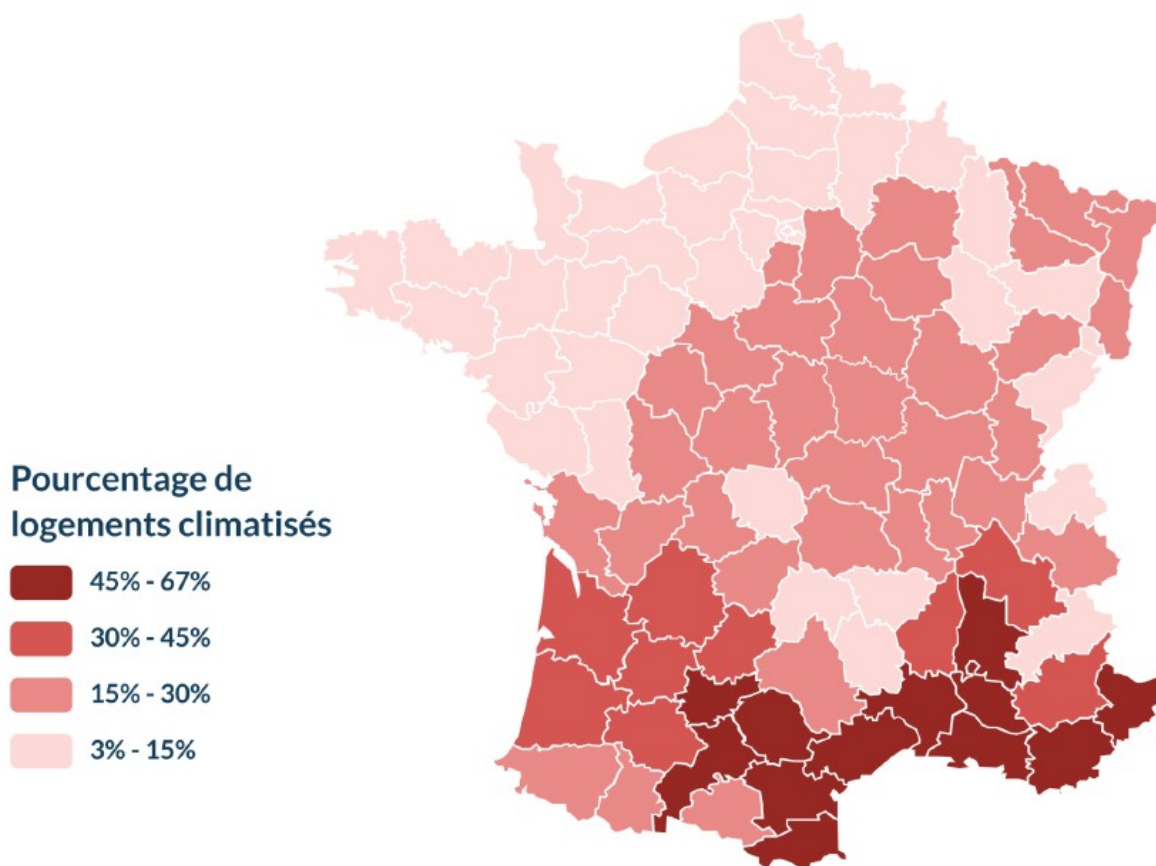 Pourcentage de
logements climatisés
45% - 67%
30% - 45%
15% - 30%
3% - 15%